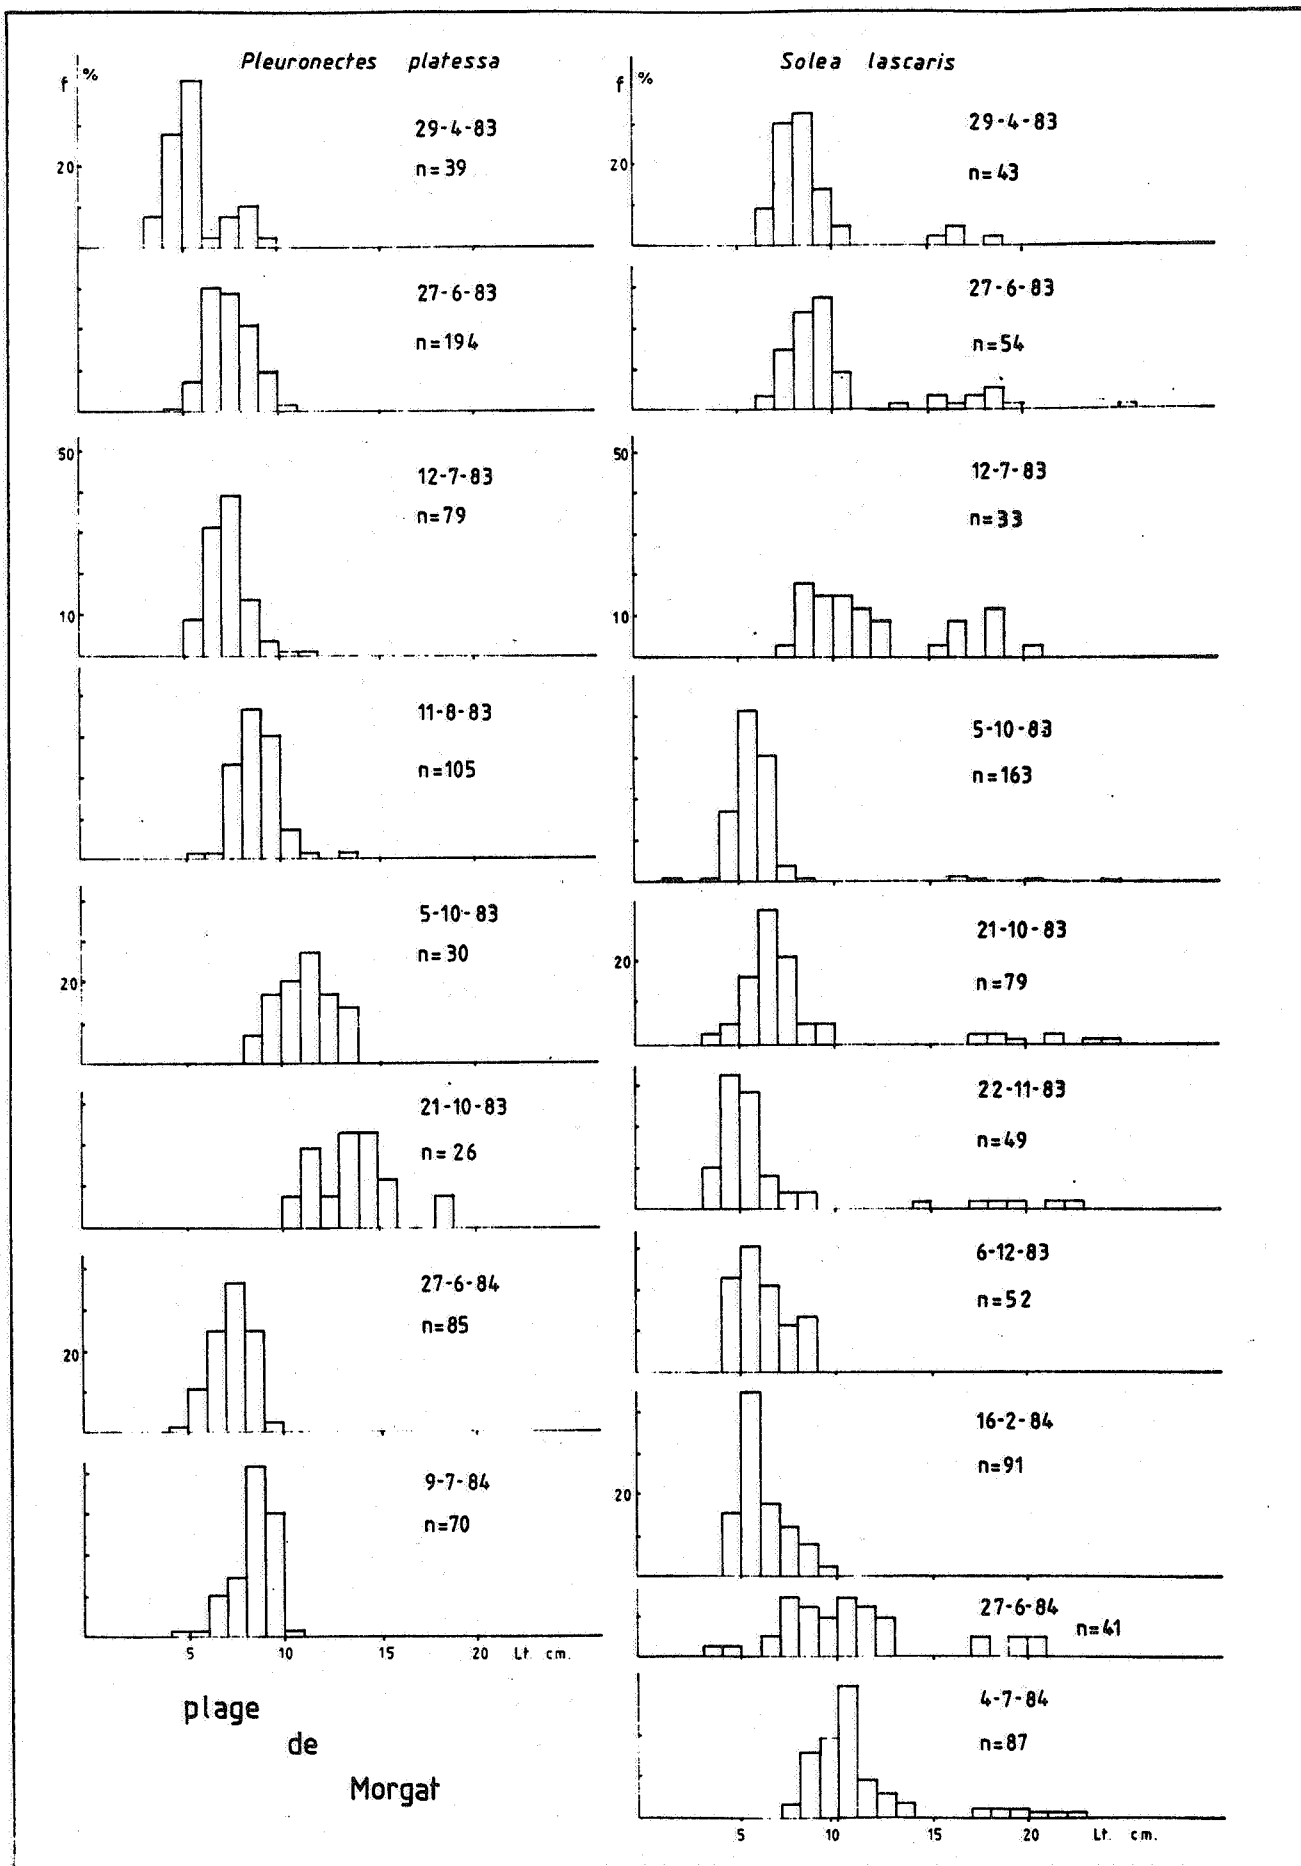 Pleuronectes platessa
f %
29-4-83
n=39
20
27-6-83
n=194
50
12-7-83
n=79
10
11-8-83
n=105
5-10-83
n=30
20
21-10-83
n=26
27-6-84
n=85
20
9-7-84
n=70
5 10 15 20 Lt. cm.
Solea lascaris
f %
29-4-83
n=43
20
27-6-83
n=54
50
12-7-83
n=33
10
5-10-83
n=163
21-10-83
20
n=79
22-11-83
n=49
6-12-83
n=52
16-2-84
n=91
20
27-6-84
n=41
4-7-84
n=87
5 10 15 20 Lt. cm.
plage
de
Morgat